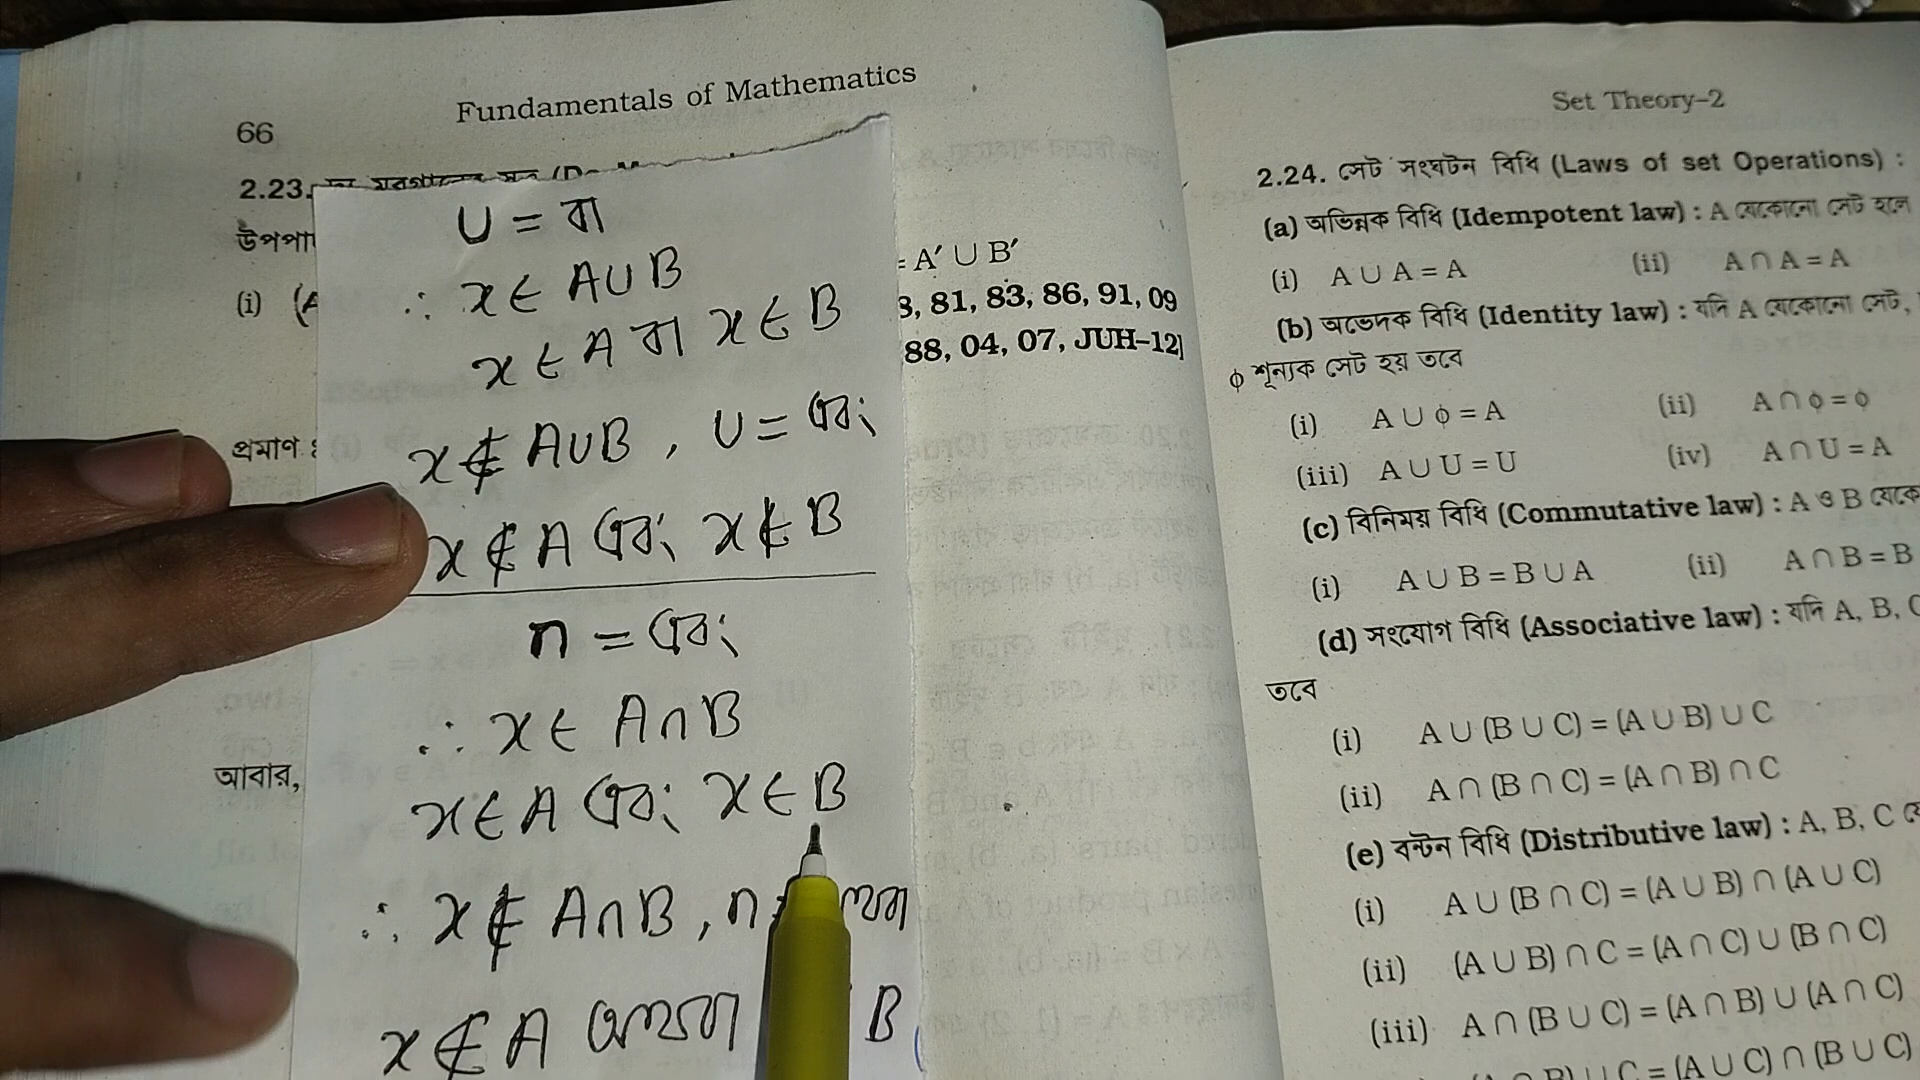 66
Fundamentals of Mathematics
2.23.
উপপা
= A′ ∪ B′
(i) (A
3, 81, 83, 86, 91, 09
88, 04, 07, JUH–12]
প্রমাণ :
আবার,
U = বা
∴ x ∈ A∪B
x ∈ A বা x ∈ B
x ∉ A∪B , U = এবং
x ∉ A এবং x ∉ B
n = এবং
∴ x ∈ A∩B
x ∈ A এবং x ∈ B
∴ x ∉ A∩B , n
x ∉ A অথবা B
Set Theory–2
2.24. সেট সংঘটন বিধি (Laws of set Operations) :
(a) অভিন্নক বিধি (Idempotent law) : A যেকোনো সেট হলে
(i) A ∪ A = A (ii) A ∩ A = A
(b) অভেদক বিধি (Identity law) : যদি A যেকোনো সেট,
ϕ শূন্যক সেট হয় তবে
(i) A ∪ ϕ = A (ii) A ∩ ϕ = ϕ
(iii) A ∪ U = U (iv) A ∩ U = A
(c) বিনিময় বিধি (Commutative law) : A ও B যেকো
(i) A ∪ B = B ∪ A (ii) A ∩ B = B
(d) সংযোগ বিধি (Associative law) : যদি A, B, C
তবে
(i) A ∪ (B ∪ C) = (A ∪ B) ∪ C
(ii) A ∩ (B ∩ C) = (A ∩ B) ∩ C
(e) বন্টন বিধি (Distributive law) : A, B, C যে
(i) A ∪ (B ∩ C) = (A ∪ B) ∩ (A ∪ C)
(ii) (A ∪ B) ∩ C = (A ∩ C) ∪ (B ∩ C)
(iii) A ∩ (B ∪ C) = (A ∩ B) ∪ (A ∩ C)
∪ C = (A ∪ C) ∩ (B ∪ C)